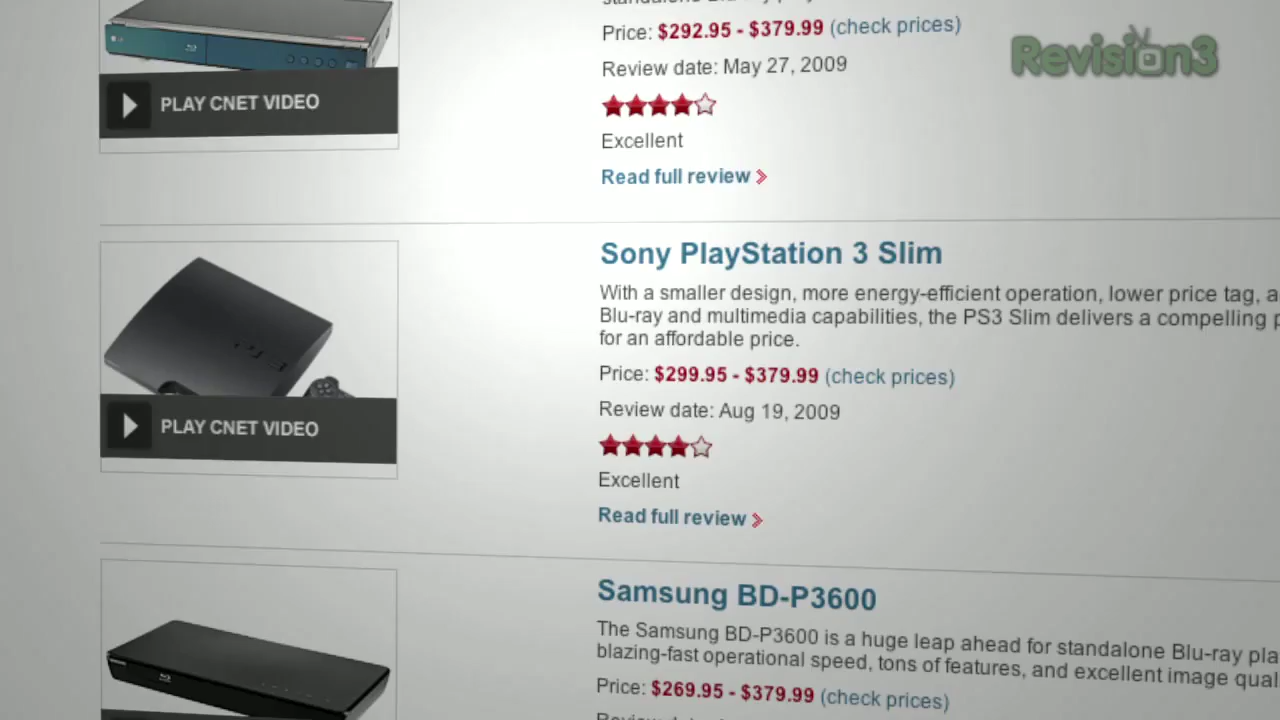 Price: $292.95 - $379.99 (check prices)
Revision3
Review date: May 27, 2009
PLAY CNET VIDEO
Excellent
Read full review
Sony PlayStation 3 Slim
With a smaller design, more energy-efficient operation, lower price tag, a
Blu-ray and multimedia capabilities, the PS3 Slim delivers a compelling p
for an affordable price.
Price: $299.95 - $379.99 (check prices)
Review date: Aug 19, 2009
PLAY CNET VIDEO
Excellent
Read full review
Samsung BD-P3600
The Samsung BD-P3600 is a huge leap ahead for standalone Blu-ray pla
blazing-fast operational speed, tons of features, and excellent image qual
Price: $269.95 - $379.99 (check prices)